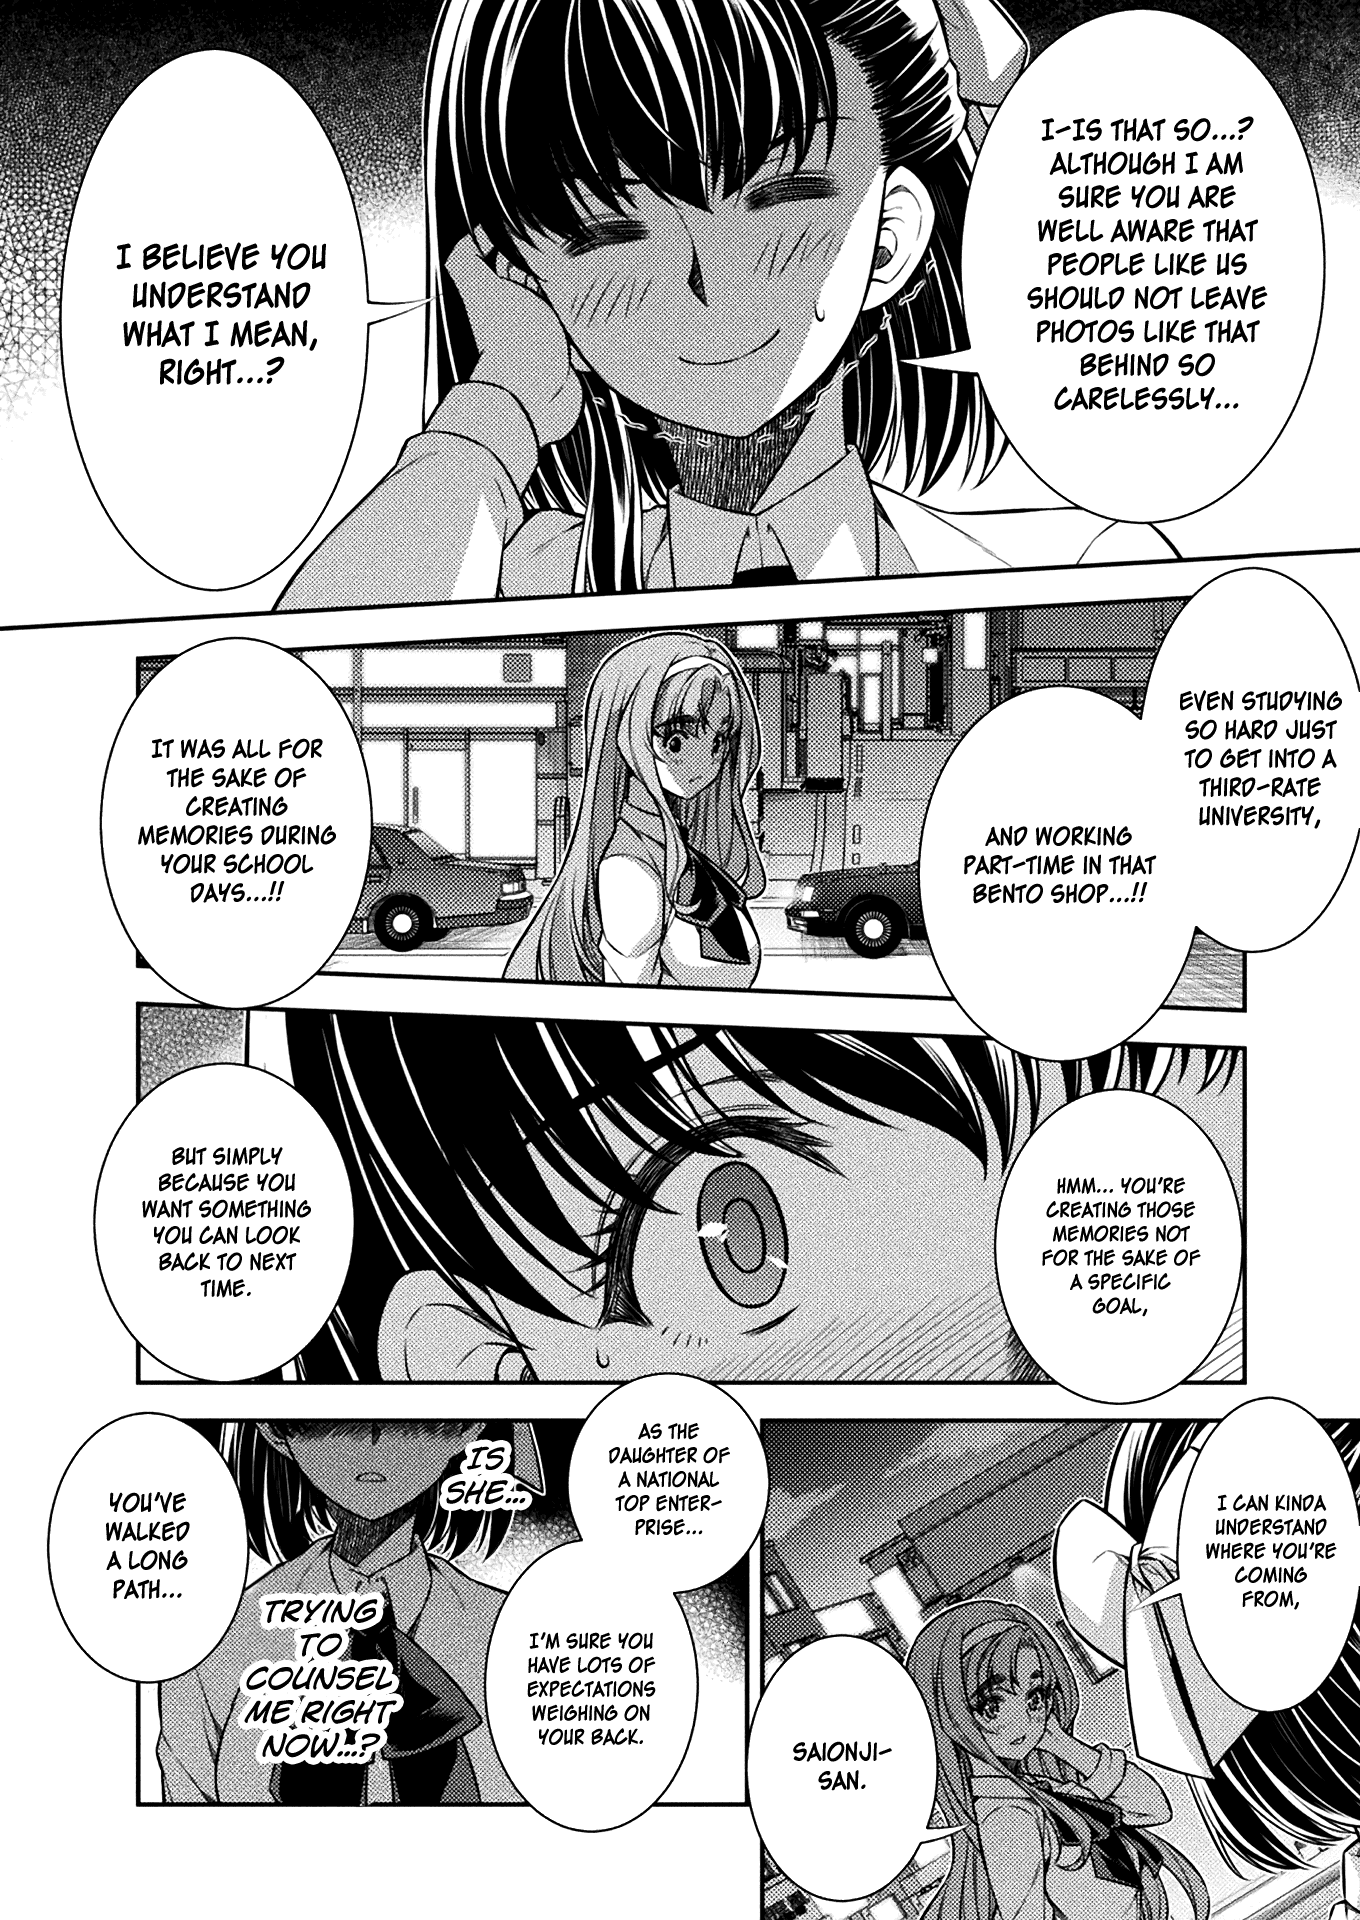 I-IS THAT SO...?
ALTHOUGH I AM
SURE YOU ARE
WELL AWARE THAT
PEOPLE LIKE US
SHOULD NOT LEAVE
PHOTOS LIKE THAT
BEHIND SO
CARELESSLY...
I BELIEVE YOU
UNDERSTAND
WHAT I MEAN,
RIGHT...?
EVEN STUDYING
SO HARD JUST
TO GET INTO A
THIRD-RATE
UNIVERSITY,
AND WORKING
PART-TIME IN THAT
BENTO SHOP...!!
IT WAS ALL FOR
THE SAKE OF
CREATING
MEMORIES DURING
YOUR SCHOOL
DAYS...!!
HMM... YOU'RE
CREATING THOSE
MEMORIES NOT
FOR THE SAKE OF
A SPECIFIC
GOAL,
BUT SIMPLY
BECAUSE YOU
WANT SOMETHING
YOU CAN LOOK
BACK TO NEXT
TIME.
I CAN KINDA
UNDERSTAND
WHERE YOU'RE
COMING
FROM,
SAIONJI-
SAN.
AS THE
DAUGHTER OF
A NATIONAL
TOP ENTER-
PRISE...
I'M SURE YOU
HAVE LOTS OF
EXPECTATIONS
WEIGHING ON
YOUR BACK.
IS
SHE...
TRYING
TO
COUNSEL
ME RIGHT
NOW...?
YOU'VE
WALKED
A LONG
PATH...